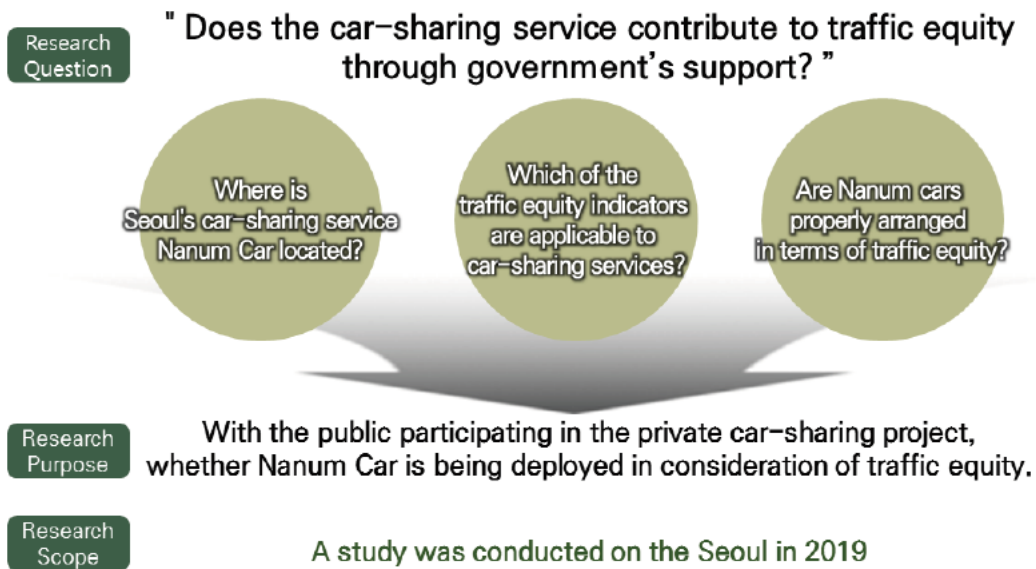 Research
Question
" Does the car-sharing service contribute to traffic equity
through government's support? "
Where is
Seoul's car-sharing service
Nanum Car located?
Which of the
traffic equity indicators
are applicable to
car-sharing services?
Are Nanum cars
properly arranged
in terms of traffic equity?
Research
Purpose
With the public participating in the private car-sharing project,
whether Nanum Car is being deployed in consideration of traffic equity.
Research
Scope
A study was conducted on the Seoul in 2019